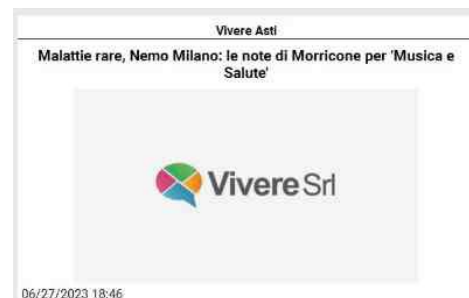 Vivere Asti
Malattie rare, Nemo Milano: le note di Morricone per 'Musica e
Salute'
Vivere Srl
06/27/2023 18:46